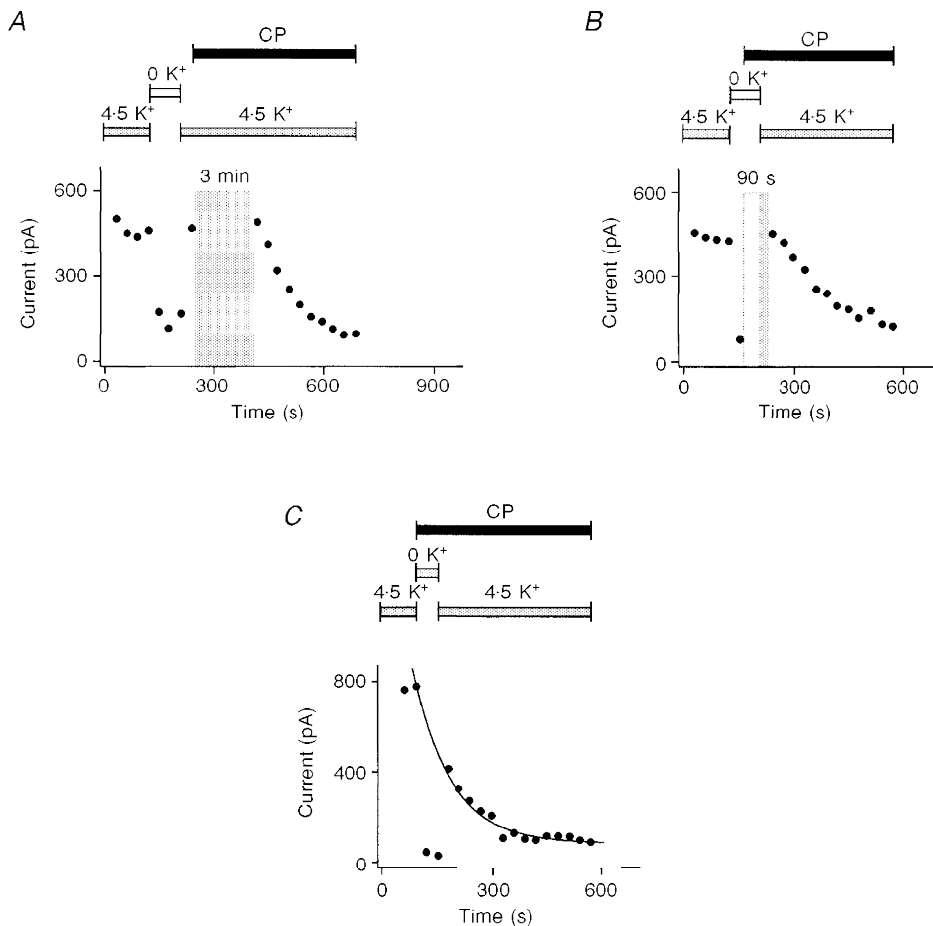 A
CP
0 K⁺
4·5 K⁺ 4·5 K⁺
3 min
600
300
0
Current (pA)
0 300 600 900
Time (s)
B
CP
0 K⁺
4·5 K⁺ 4·5 K⁺
90 s
600
300
0
Current (pA)
0 300 600
Time (s)
C
CP
0 K⁺
4·5 K⁺ 4·5 K⁺
800
400
0
Current (pA)
0 300 600
Time (s)